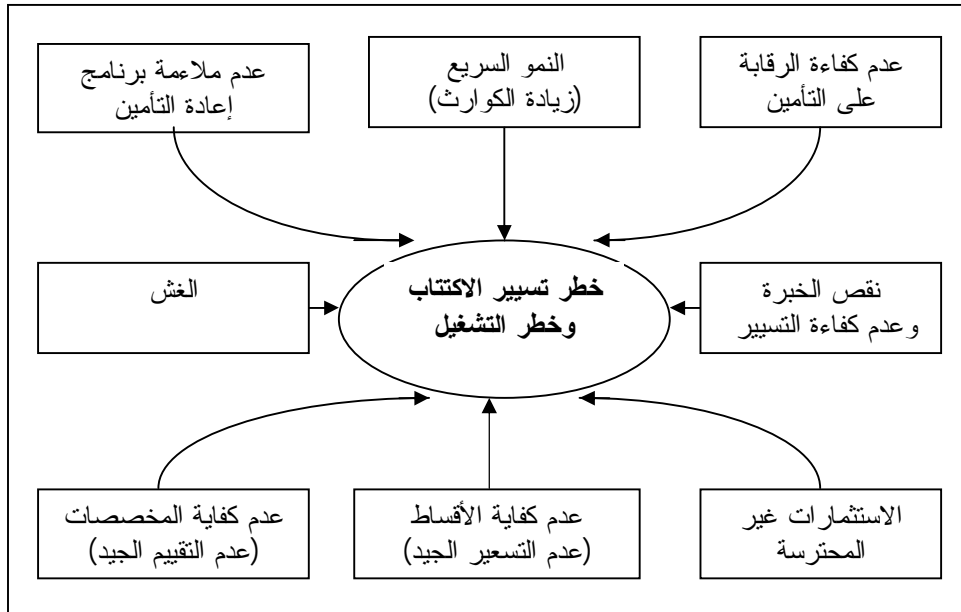 عدم كفاءة الرقابة
على التأمين
النمو السريع
(زيادة الكوارث)
عدم ملاءمة برنامج
إعادة التأمين
نقص الخبرة
وعدم كفاءة التسيير
خطر تسيير الاكتتاب
وخطر التشغيل
الغش
الاستثمارات غير
المحترسة
عدم كفاية الأقساط
(عدم التسعير الجيد)
عدم كفاية المخصصات
(عدم التقييم الجيد)